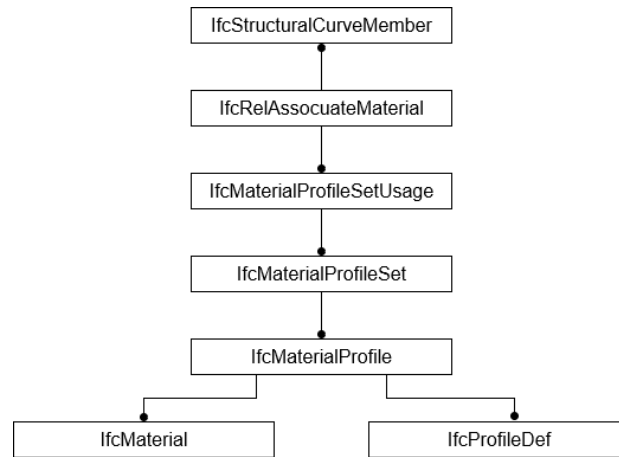 IfcStructuralCurveMember
IfcRelAssocuateMaterial
IfcMaterialProfileSetUsage
IfcMaterialProfileSet
IfcMaterialProfile
IfcMaterial
IfcProfileDef